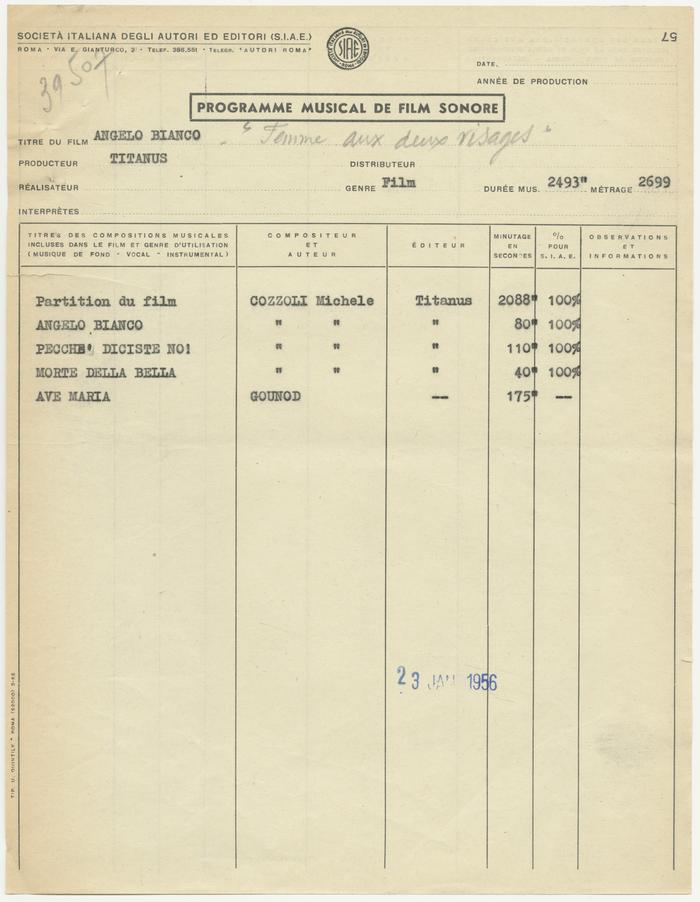 SOCIETÀ ITALIANA DEGLI AUTORI ED EDITORI (S.I.A.E.)
ROMA · VIA E. GIANTURCO, 2 · TELEF. 386.581 · TELEGR. "AUTORI ROMA"
SIAE
57
39504
DATE
ANNÉE DE PRODUCTION
PROGRAMME MUSICAL DE FILM SONORE
TITRE DU FILM ANGELO BIANCO - "Femme aux deux visages"
PRODUCTEUR TITANUS DISTRIBUTEUR
RÉALISATEUR GENRE Film DURÉE MUS. 2493" MÉTRAGE 2699
INTERPRÈTES
TITRES DES COMPOSITIONS MUSICALES
INCLUSES DANS LE FILM ET GENRE D'UTILISATION
(MUSIQUE DE FOND - VOCAL - INSTRUMENTAL)
COMPOSITEUR
ET
AUTEUR
ÉDITEUR
MINUTAGE
EN
SECONDES
%
POUR
S.I.A.E.
OBSERVATIONS
ET
INFORMATIONS
Partition du film COZZOLI Michele Titanus 2088" 100%
ANGELO BIANCO " " " 80" 100%
PECCHE' DICISTE NO! " " " 110" 100%
MORTE DELLA BELLA " " " 40" 100%
AVE MARIA GOUNOD -- 175" --
23 JAN 1956